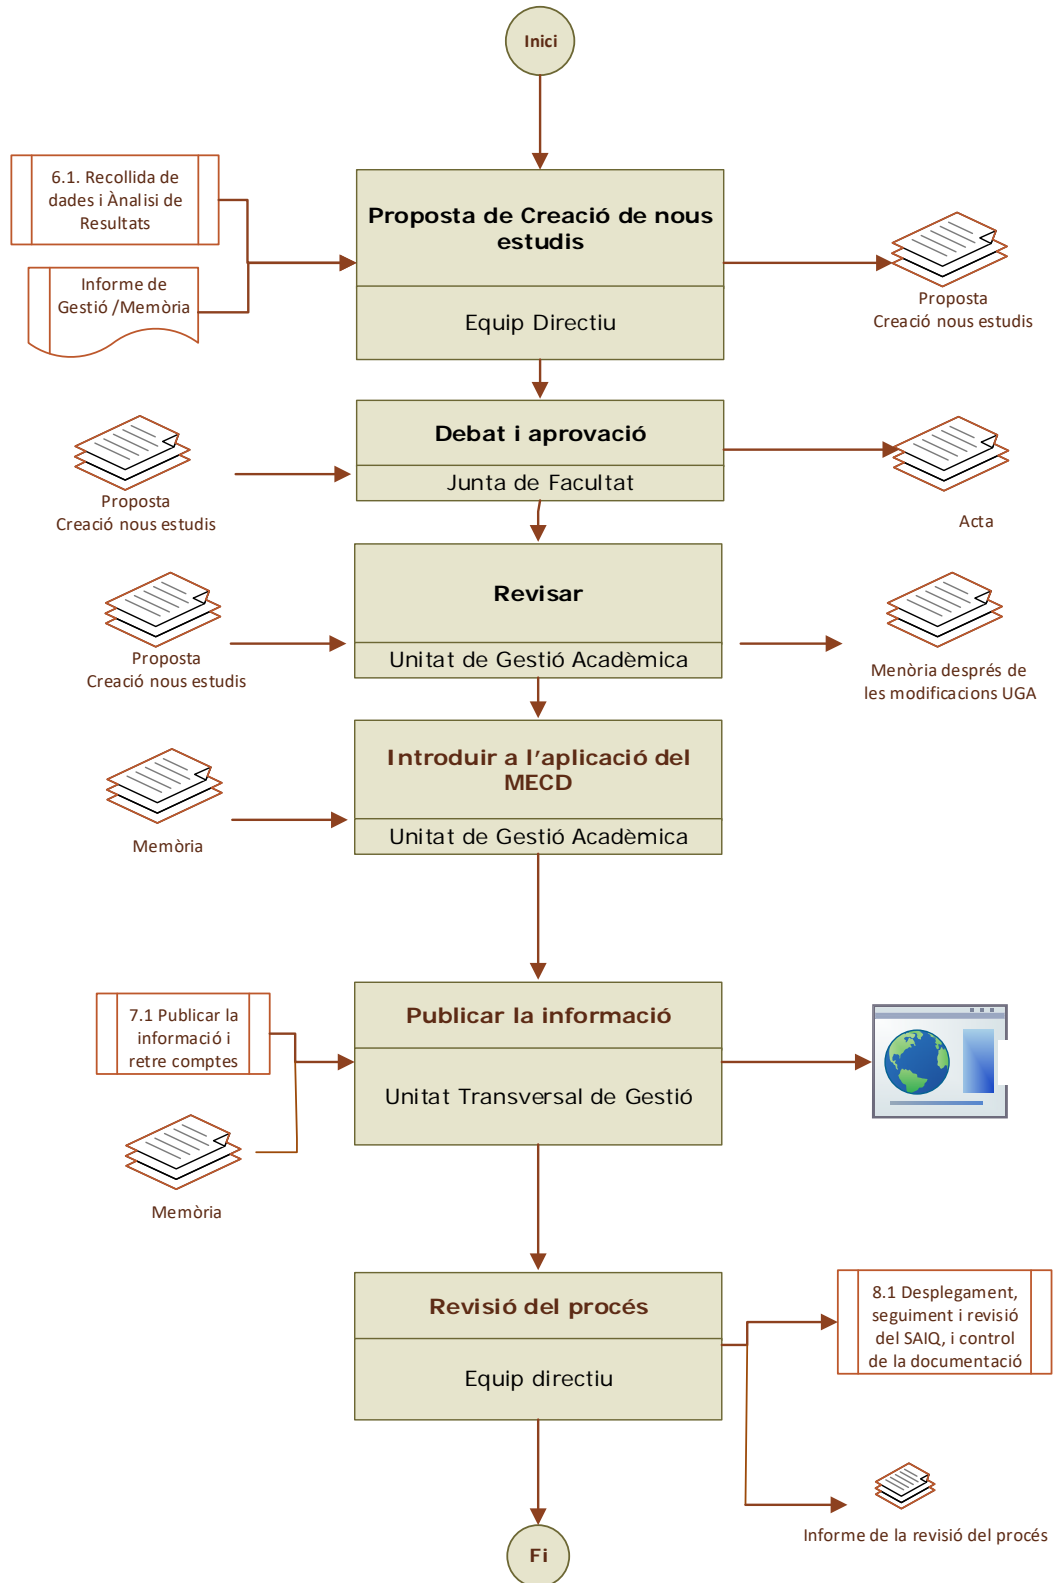 Inici
6.1. Recollida de
dades i Ànalisi de
Resultats
Informe de
Gestió /Memòria
Proposta de Creació de nous
estudis
Equip Directiu
Proposta
Creació nous estudis
Proposta
Creació nous estudis
Debat i aprovació
Junta de Facultat
Acta
Proposta
Creació nous estudis
Revisar
Unitat de Gestió Acadèmica
Menòria després de
les modificacions UGA
Memòria
Introduir a l'aplicació del
MECD
Unitat de Gestió Acadèmica
7.1 Publicar la
informació i
retre comptes
Memòria
Publicar la informació
Unitat Transversal de Gestió
Revisió del procés
Equip directiu
8.1 Desplegament,
seguiment i revisió
del SAIQ, i control
de la documentació
Informe de la revisió del procés
Fi